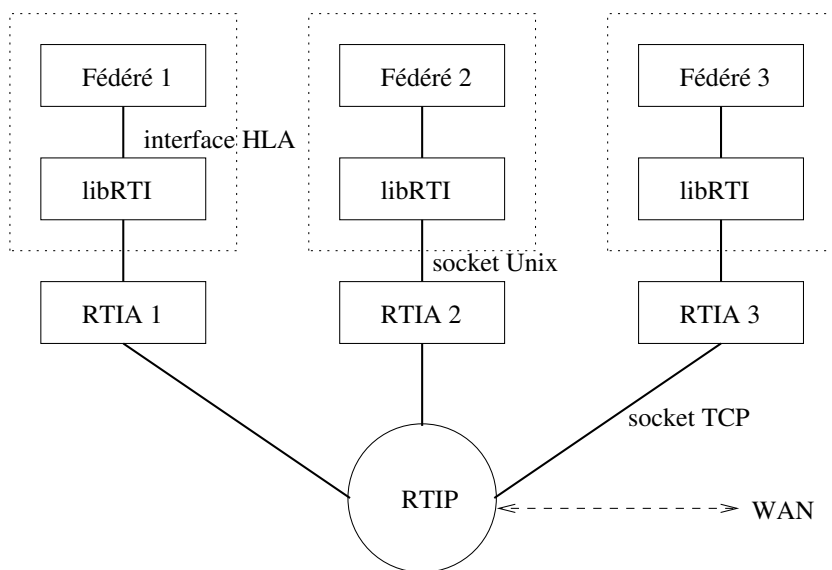 Fédéré 1
Fédéré 2
Fédéré 3
interface HLA
libRTI
libRTI
libRTI
socket Unix
RTIA 1
RTIA 2
RTIA 3
socket TCP
RTIP
WAN